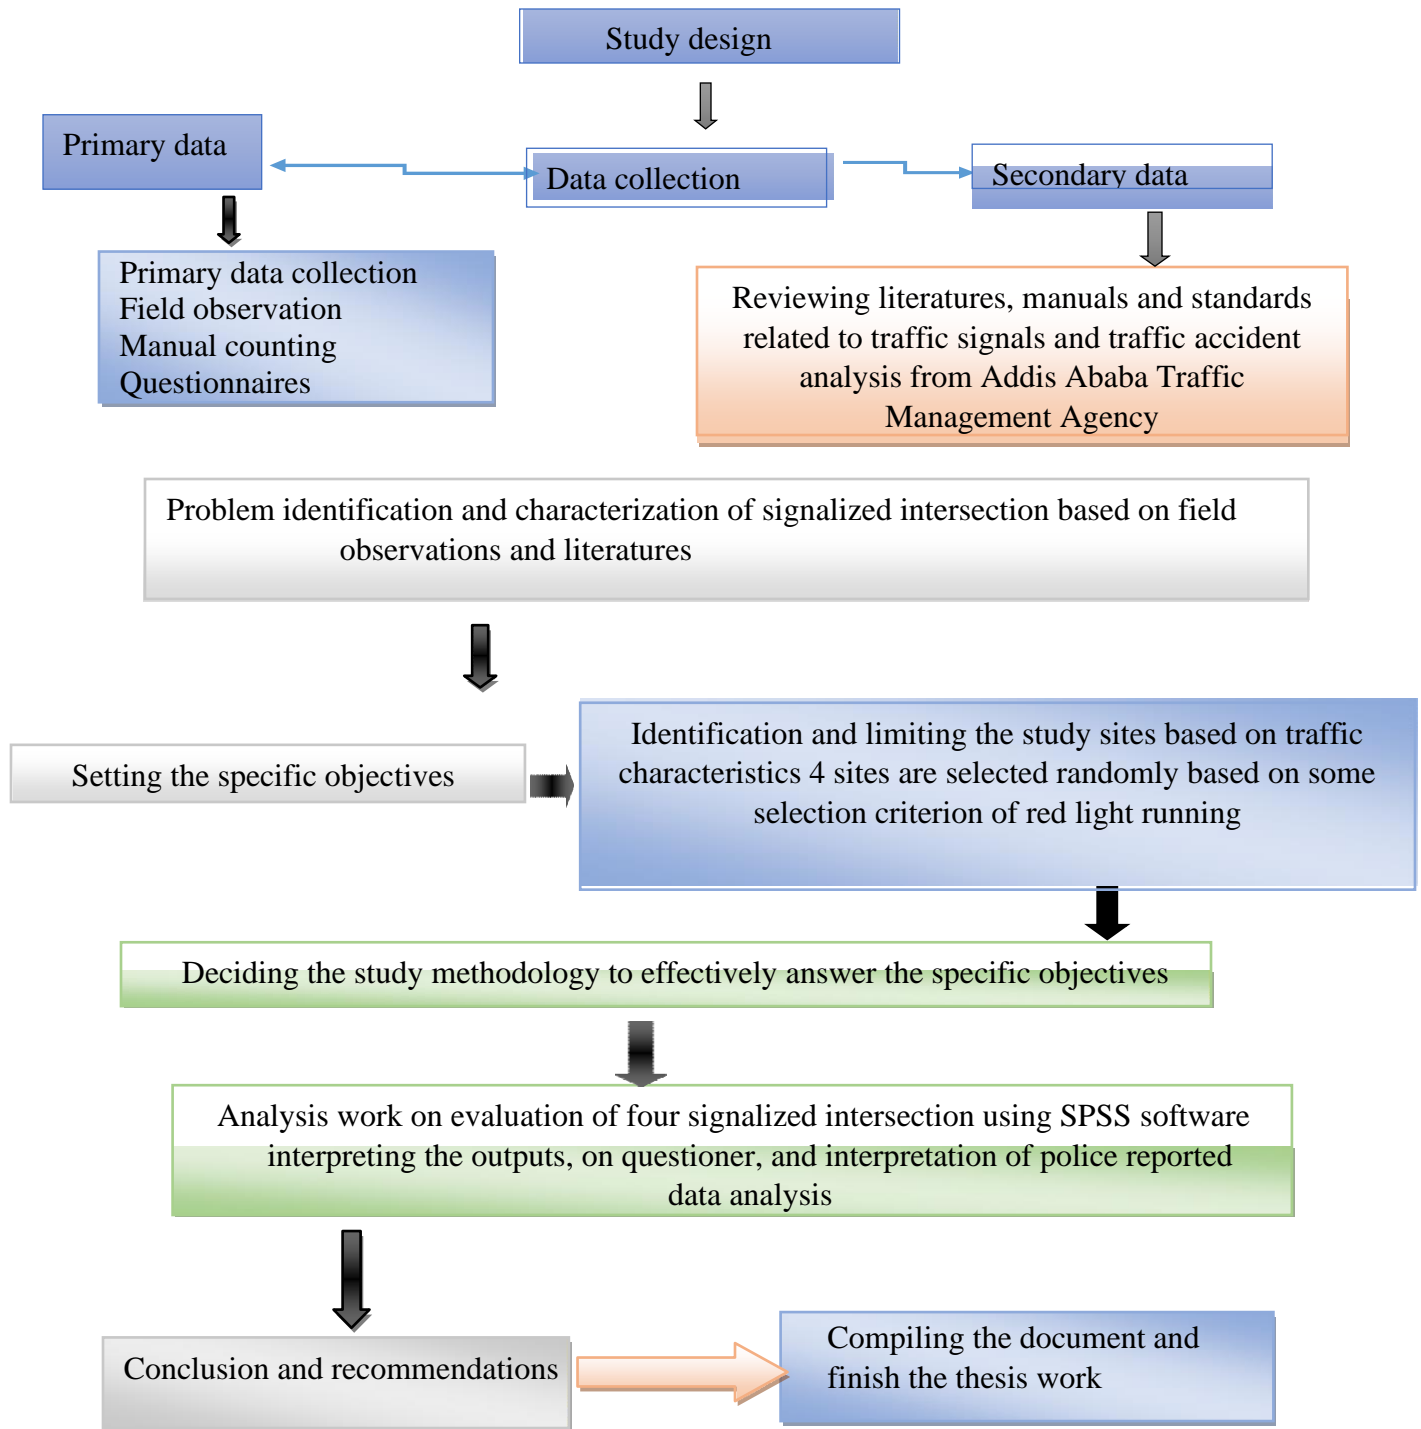 Study design
Primary data
Data collection
Secondary data
Primary data collection
Field observation
Manual counting
Questionnaires
Reviewing literatures, manuals and standards
related to traffic signals and traffic accident
analysis from Addis Ababa Traffic
Management Agency
Problem identification and characterization of signalized intersection based on field
observations and literatures
Setting the specific objectives
Identification and limiting the study sites based on traffic
characteristics 4 sites are selected randomly based on some
selection criterion of red light running
Deciding the study methodology to effectively answer the specific objectives
Analysis work on evaluation of four signalized intersection using SPSS software
interpreting the outputs, on questioner, and interpretation of police reported
data analysis
Conclusion and recommendations
Compiling the document and
finish the thesis work